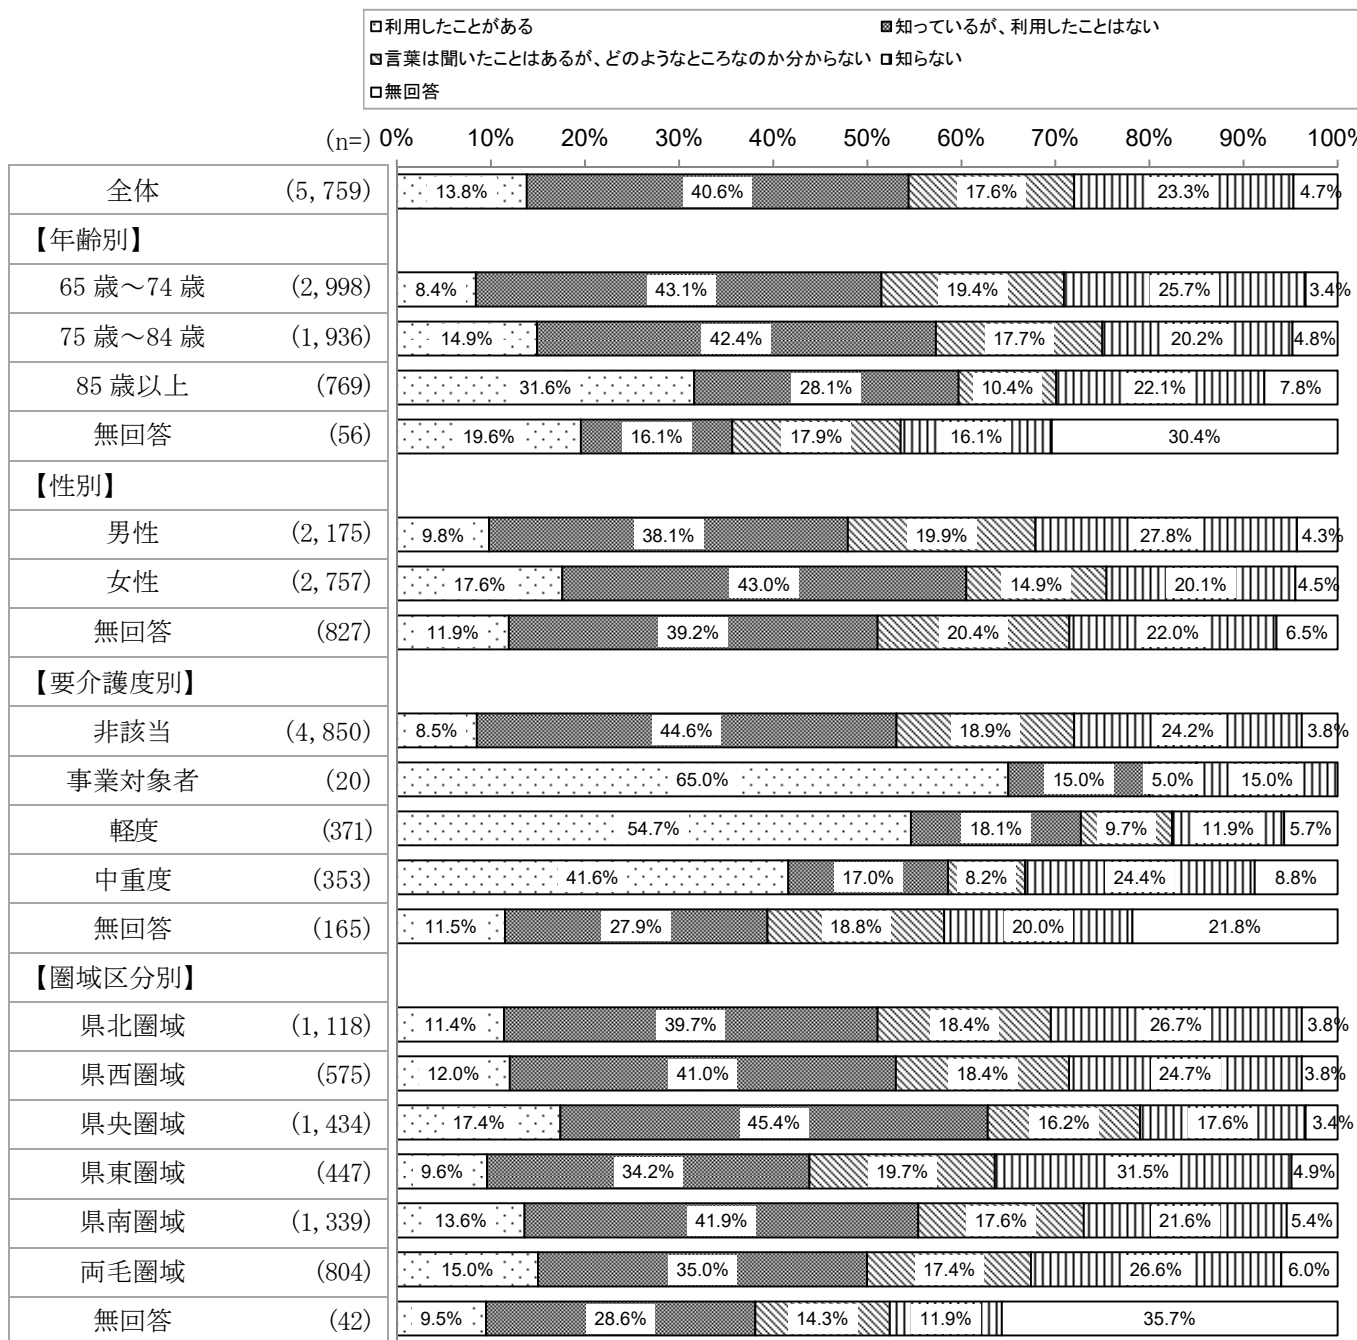 利用したことがある 知っているが、利用したことはない
言葉は聞いたことはあるが、どのようなところなのか分からない 知らない
無回答
(n=) 0% 10% 20% 30% 40% 50% 60% 70% 80% 90% 100%
全体 (5,759) 13.8% 40.6% 17.6% 23.3% 4.7%
【年齢別】
65歳～74歳 (2,998) 8.4% 43.1% 19.4% 25.7% 3.4%
75歳～84歳 (1,936) 14.9% 42.4% 17.7% 20.2% 4.8%
85歳以上 (769) 31.6% 28.1% 10.4% 22.1% 7.8%
無回答 (56) 19.6% 16.1% 17.9% 16.1% 30.4%
【性別】
男性 (2,175) 9.8% 38.1% 19.9% 27.8% 4.3%
女性 (2,757) 17.6% 43.0% 14.9% 20.1% 4.5%
無回答 (827) 11.9% 39.2% 20.4% 22.0% 6.5%
【要介護度別】
非該当 (4,850) 8.5% 44.6% 18.9% 24.2% 3.8%
事業対象者 (20) 65.0% 15.0% 5.0% 15.0%
軽度 (371) 54.7% 18.1% 9.7% 11.9% 5.7%
中重度 (353) 41.6% 17.0% 8.2% 24.4% 8.8%
無回答 (165) 11.5% 27.9% 18.8% 20.0% 21.8%
【圏域区分別】
県北圏域 (1,118) 11.4% 39.7% 18.4% 26.7% 3.8%
県西圏域 (575) 12.0% 41.0% 18.4% 24.7% 3.8%
県央圏域 (1,434) 17.4% 45.4% 16.2% 17.6% 3.4%
県東圏域 (447) 9.6% 34.2% 19.7% 31.5% 4.9%
県南圏域 (1,339) 13.6% 41.9% 17.6% 21.6% 5.4%
両毛圏域 (804) 15.0% 35.0% 17.4% 26.6% 6.0%
無回答 (42) 9.5% 28.6% 14.3% 11.9% 35.7%